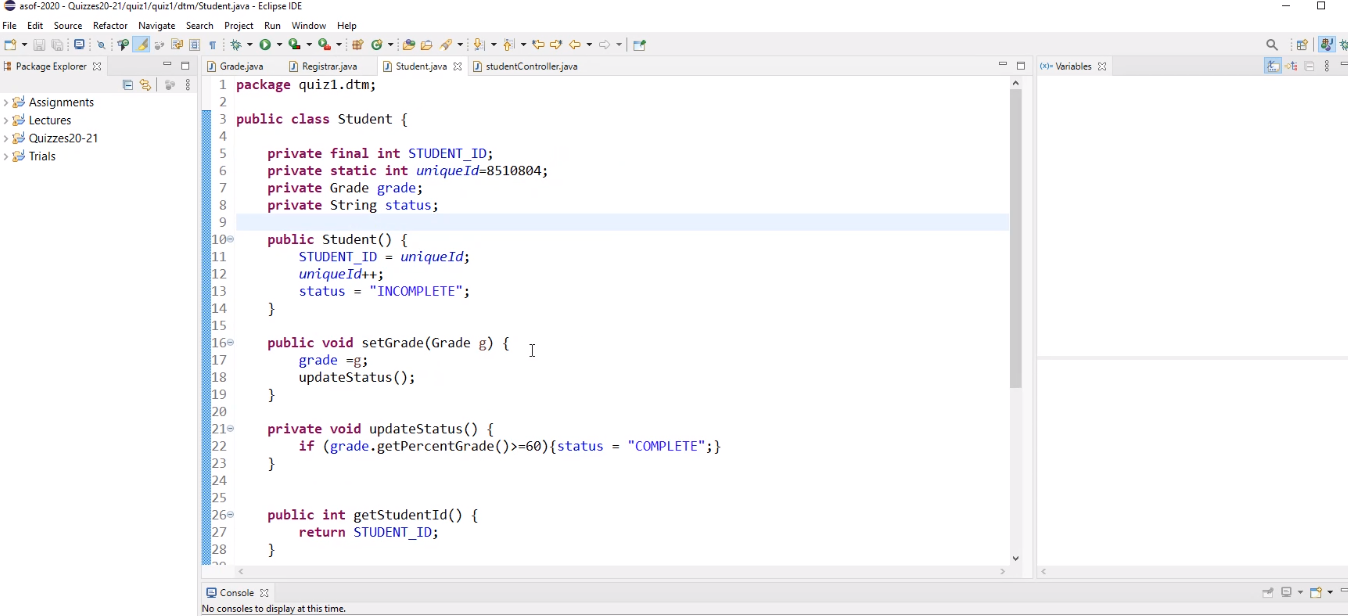 asof-2020 - Quizzes20-21/quiz1/quiz1/dtm/Student.java - Eclipse IDE
File Edit Source Refactor Navigate Search Project Run Window Help
Package Explorer
Grade.java Registrar.java Student.java studentController.java
(x)= Variables
Assignments
Lectures
Quizzes20-21
Trials
1 package quiz1.dtm;
2
3 public class Student {
4
5 private final int STUDENT_ID;
6 private static int uniqueId=8510804;
7 private Grade grade;
8 private String status;
9
10 public Student() {
11 STUDENT_ID = uniqueId;
12 uniqueId++;
13 status = "INCOMPLETE";
14 }
15
16 public void setGrade(Grade g) {
17 grade =g;
18 updateStatus();
19 }
20
21 private void updateStatus() {
22 if (grade.getPercentGrade()>=60){status = "COMPLETE";}
23 }
24
25
26 public int getStudentId() {
27 return STUDENT_ID;
28 }
Console
No consoles to display at this time.